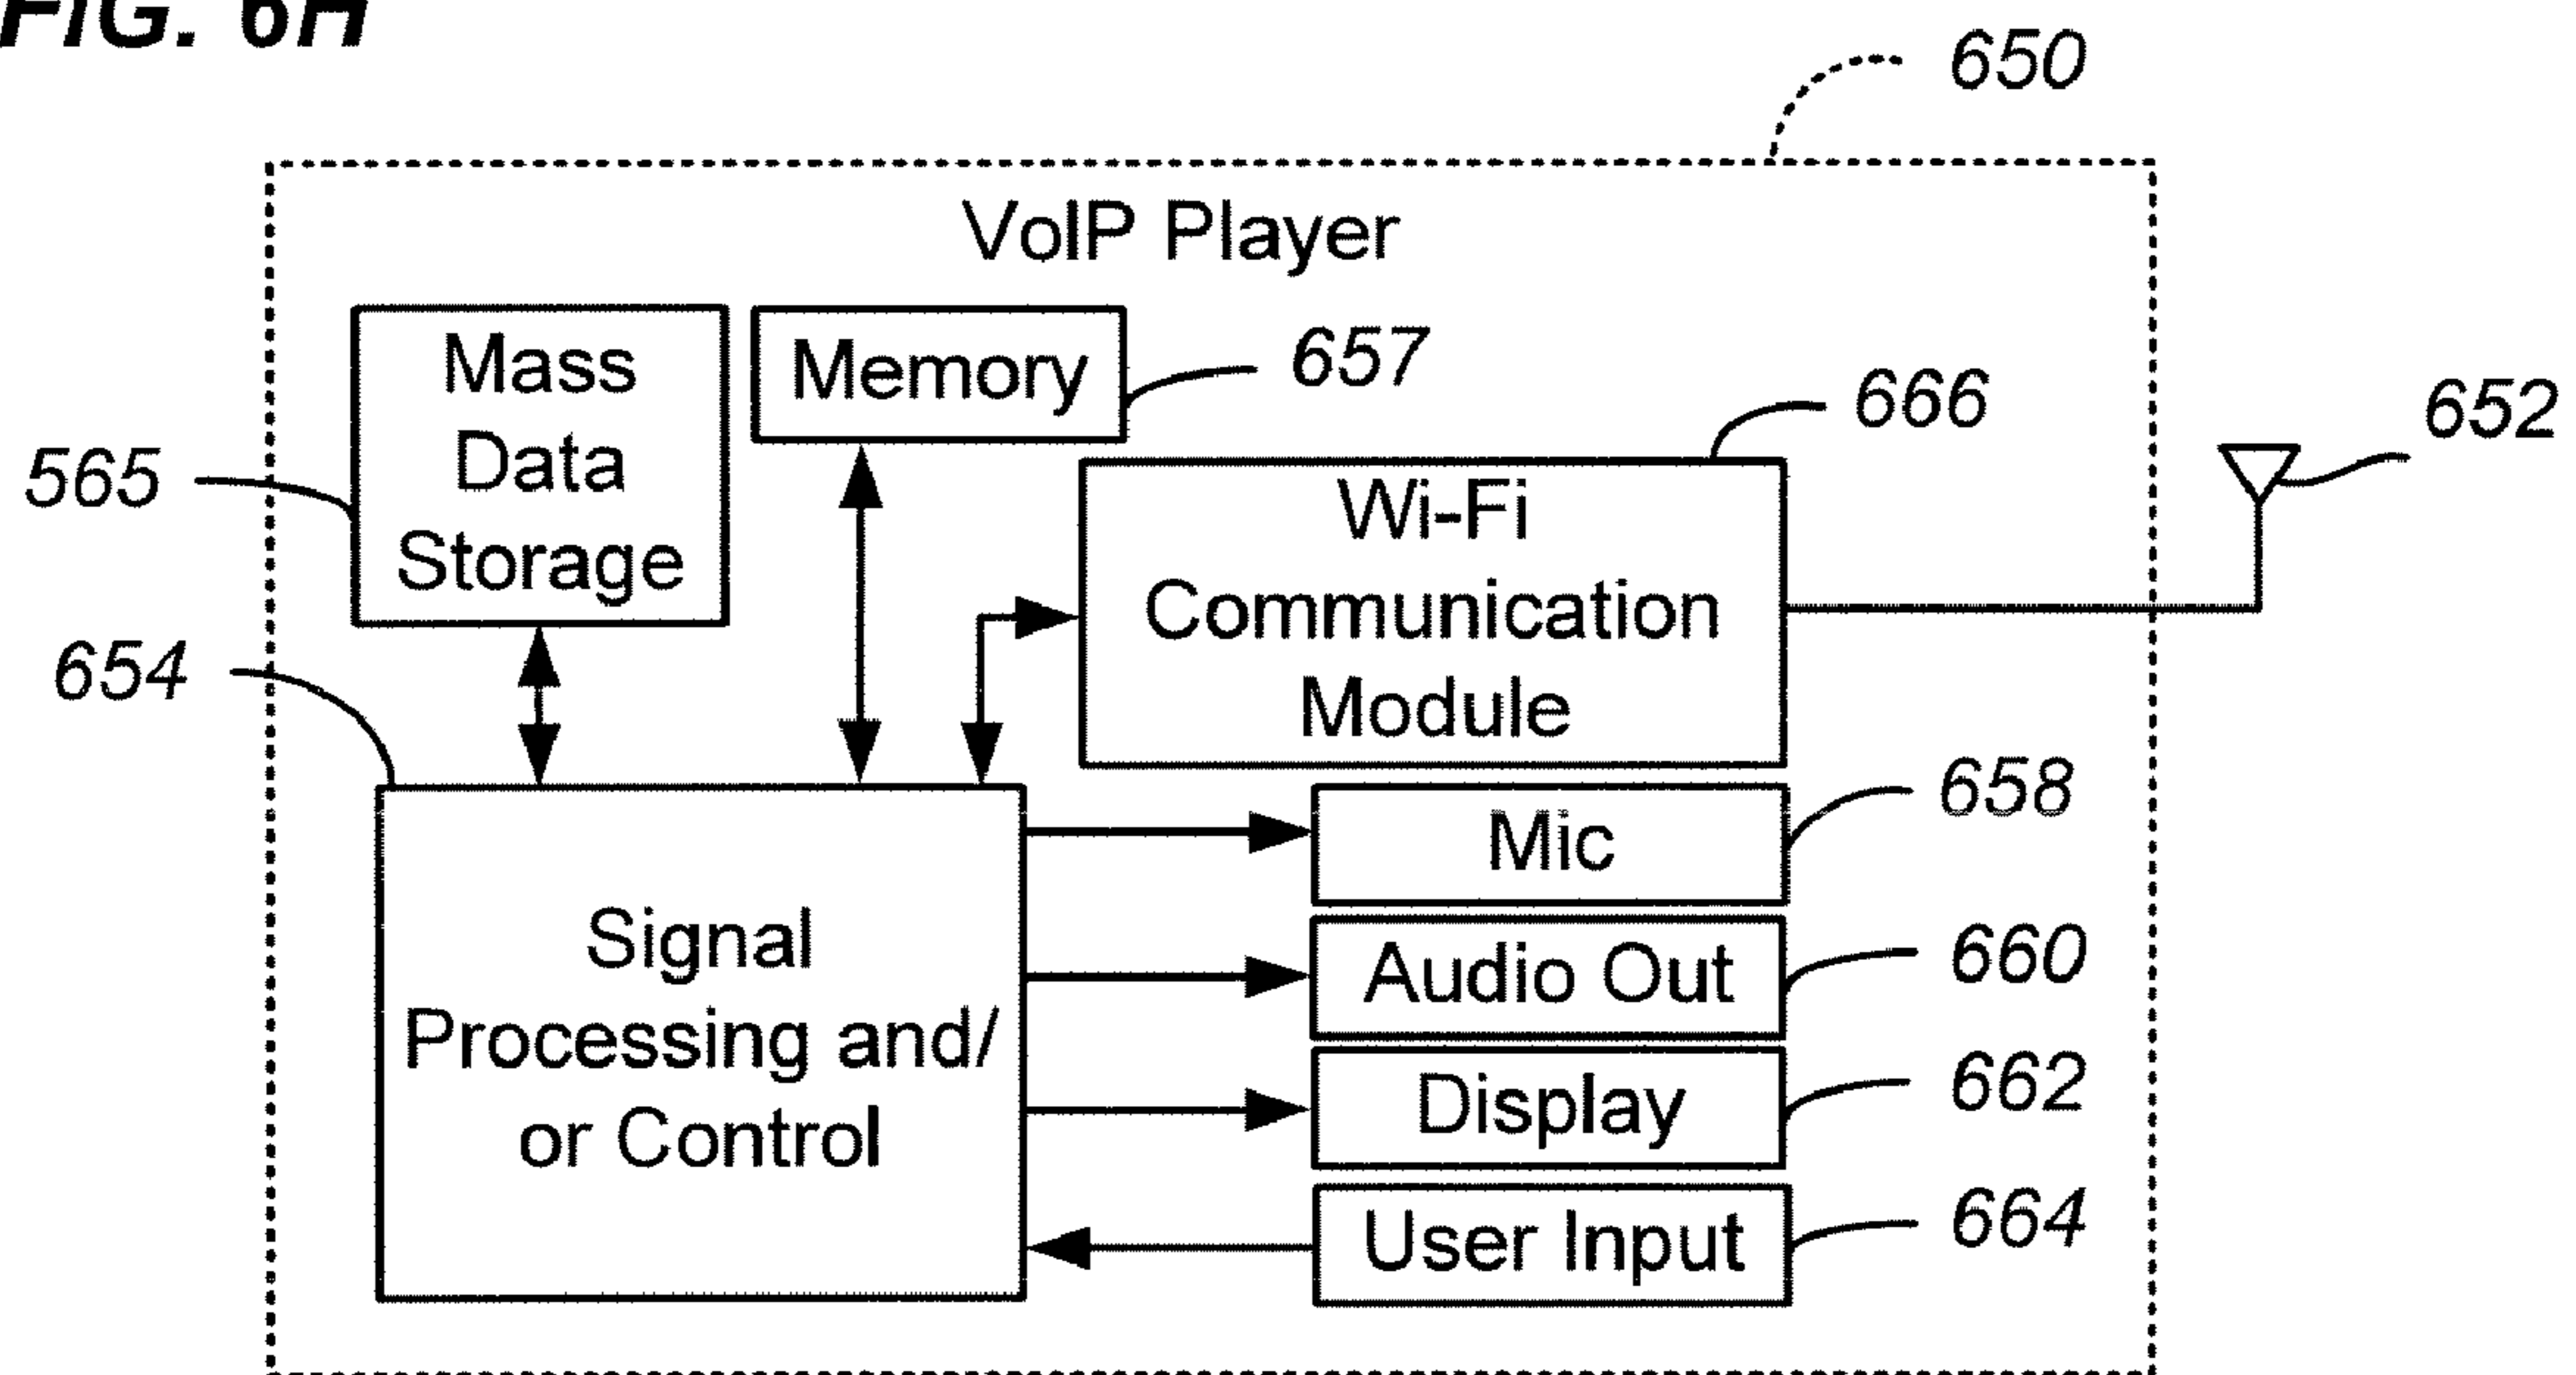 FIG. 6H
650
VoIP Player
Mass
Data
Storage
Memory
657
666
652
565
Wi-Fi
Communication
Module
654
658
Mic
Signal
Processing and/
or Control
Audio Out
660
Display
662
User Input
664